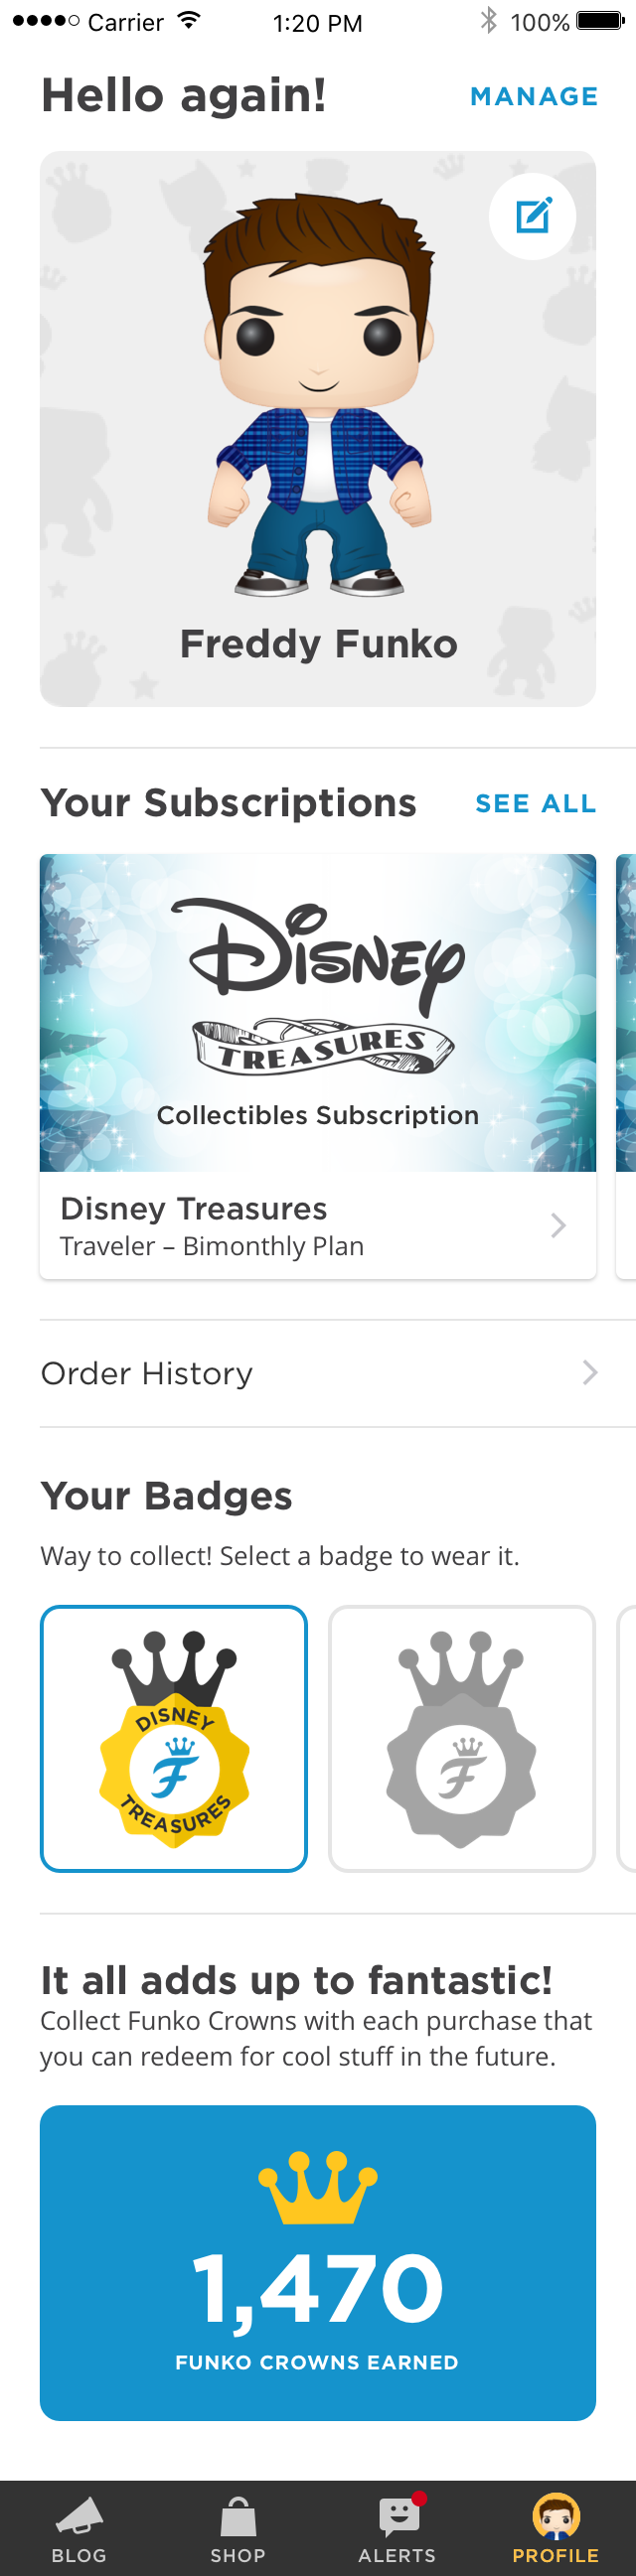 Carrier 1:20 PM 100%
Hello again! MANAGE
Freddy Funko
Your Subscriptions SEE ALL
Disney
TREASURES
Collectibles Subscription
Disney Treasures
Traveler – Bimonthly Plan
Order History
Your Badges
Way to collect! Select a badge to wear it.
DISNEY
F F
TREASURES
It all adds up to fantastic!
Collect Funko Crowns with each purchase that
you can redeem for cool stuff in the future.
1,470
FUNKO CROWNS EARNED
BLOG SHOP ALERTS PROFILE